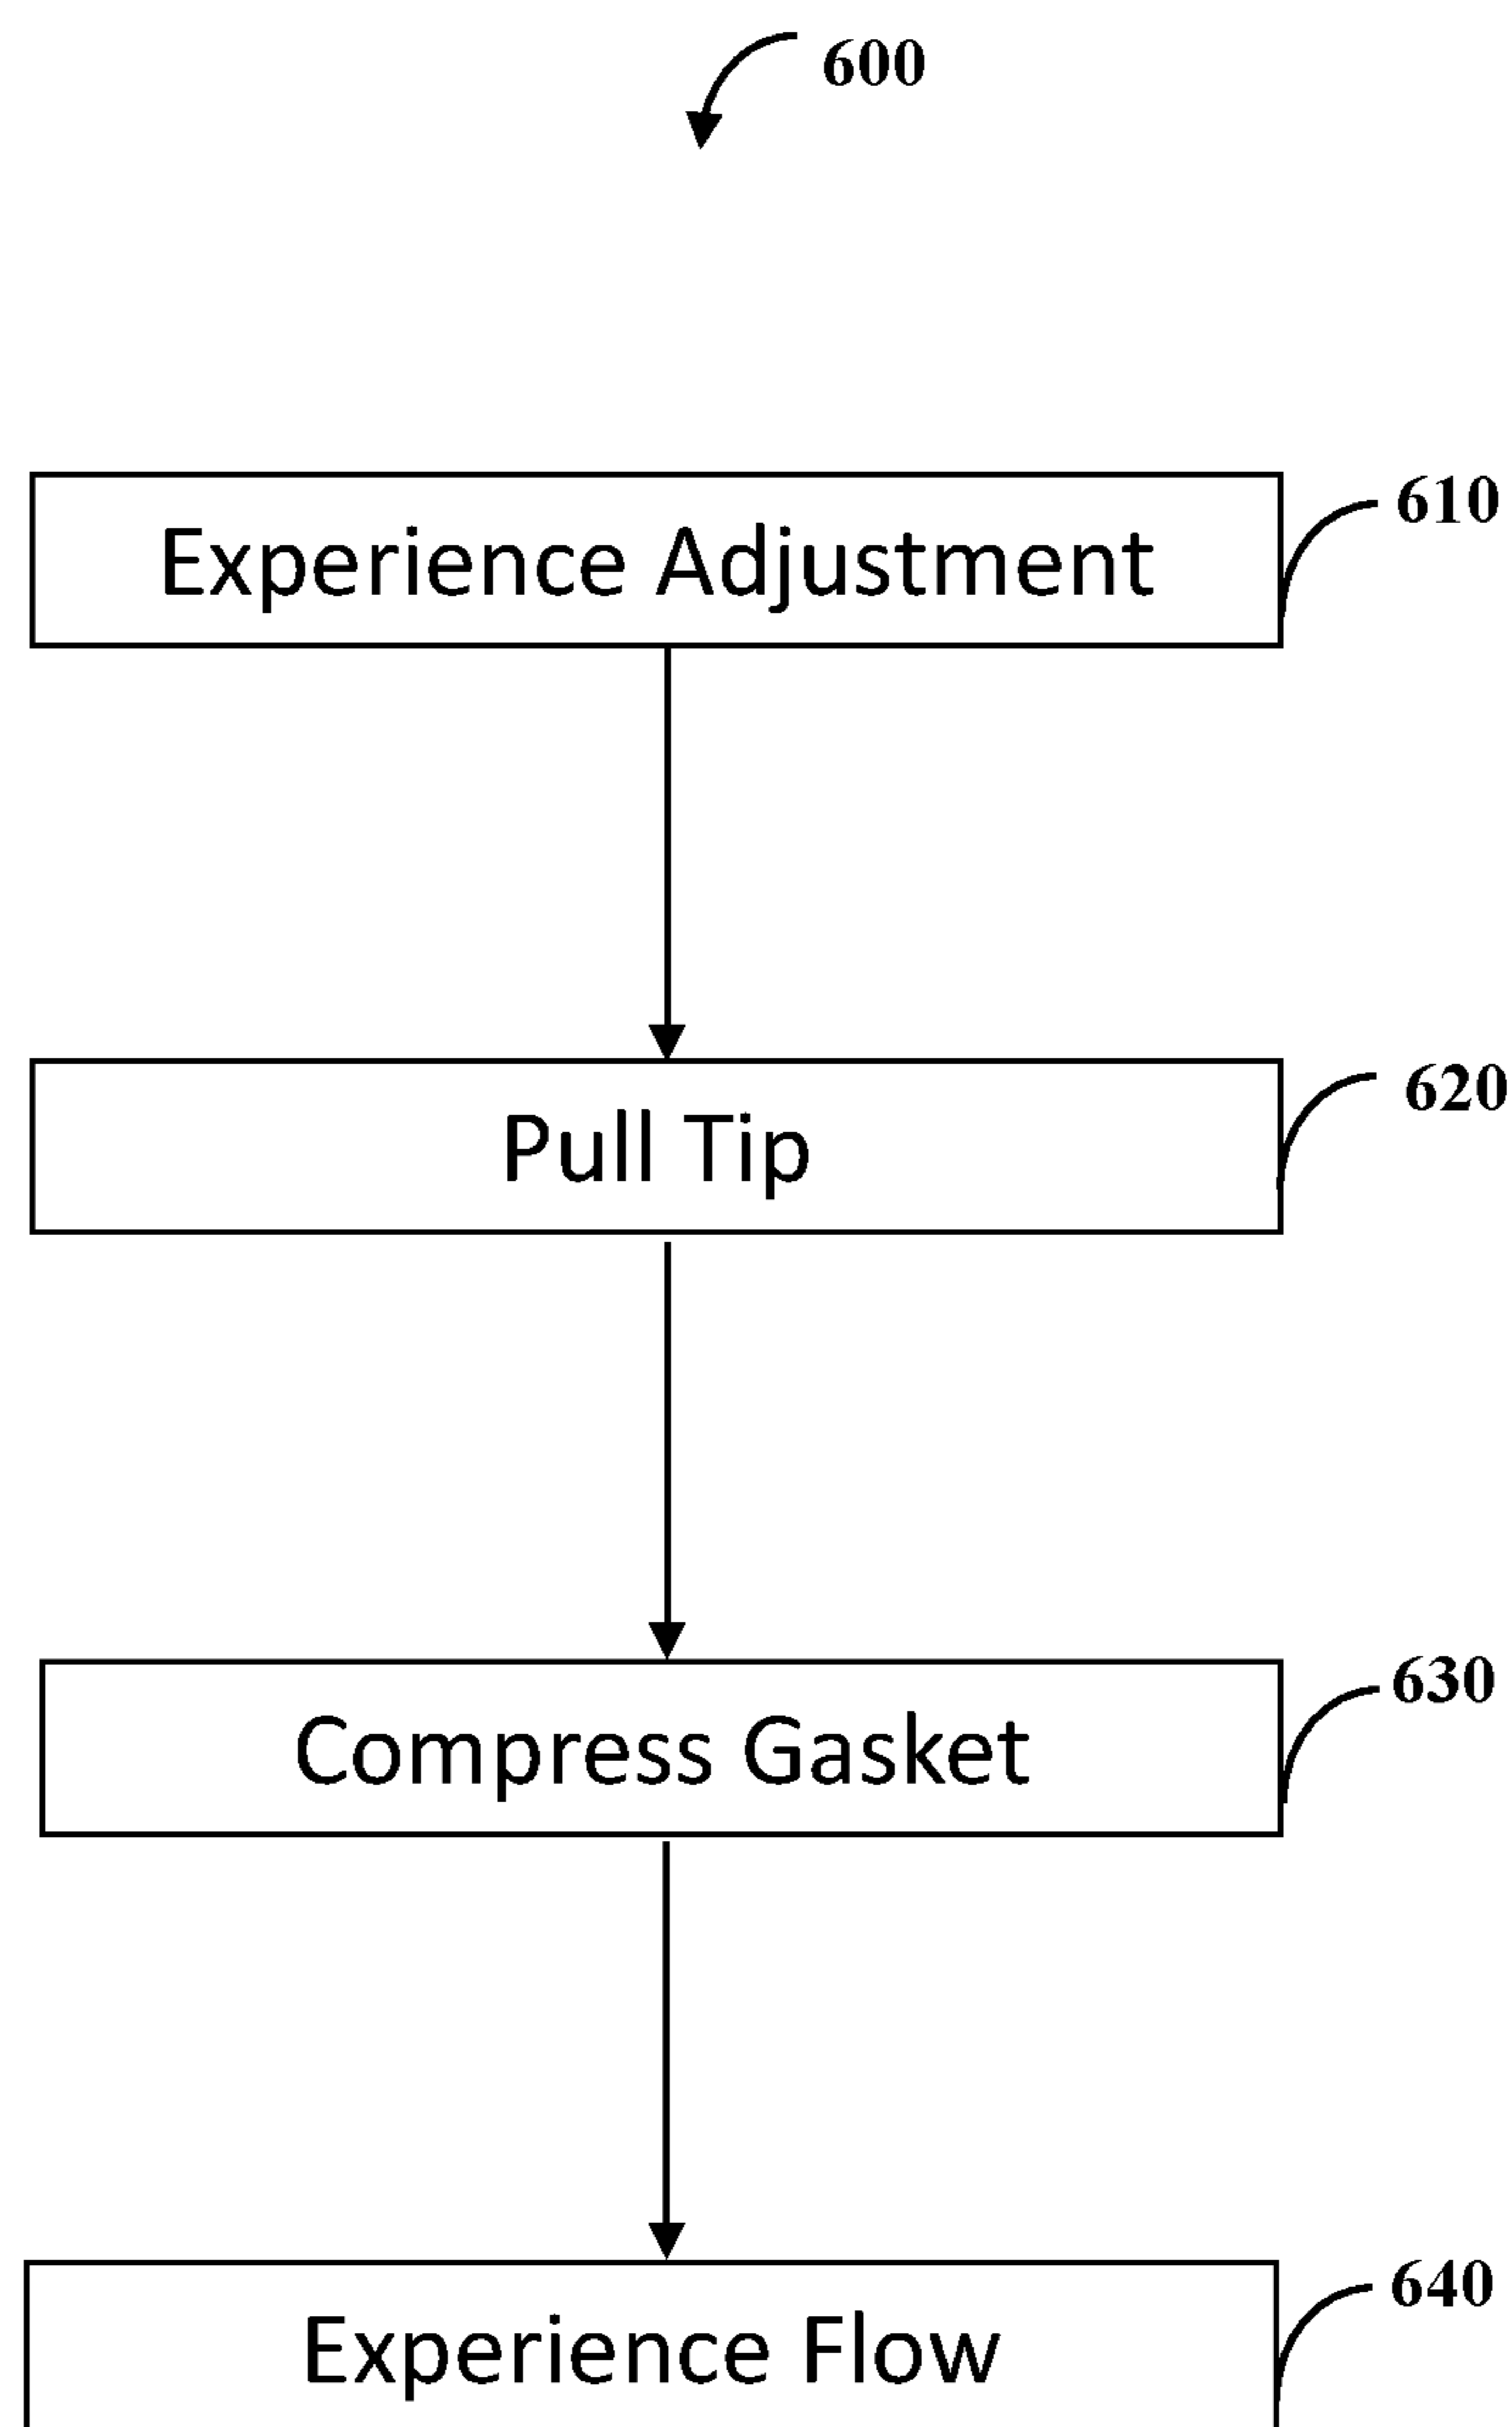 600
Experience Adjustment
610
Pull Tip
620
Compress Gasket
630
Experience Flow
640